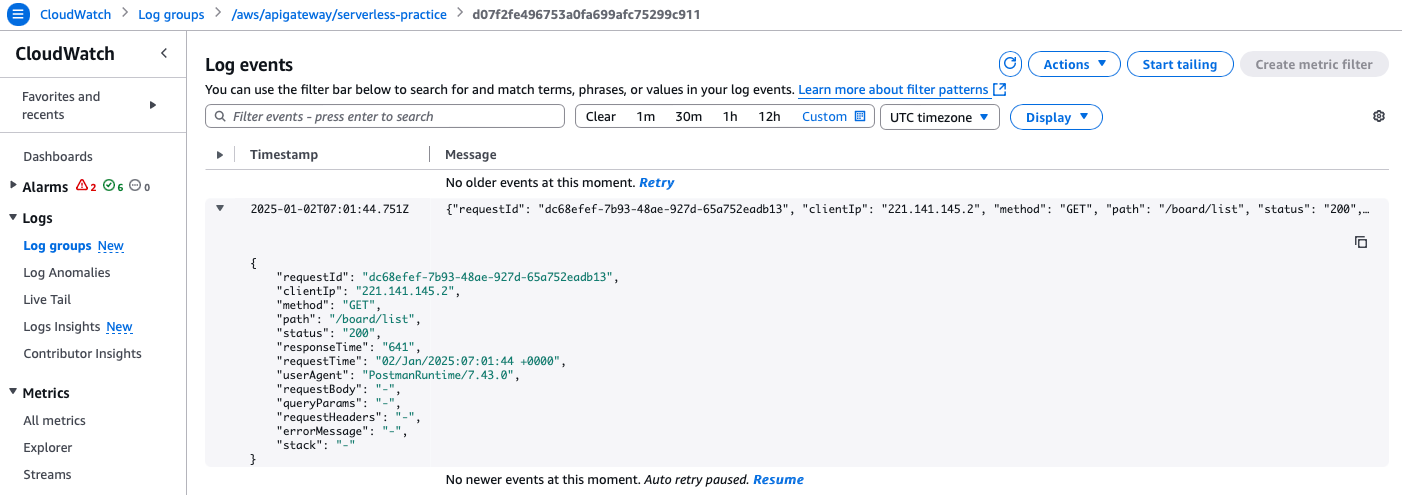 CloudWatch > Log groups > /aws/apigateway/serverless-practice > d07f2fe496753a0fa699afc75299c911
CloudWatch
Favorites and
recents
Dashboards
Alarms 2 6 0
Logs
Log groups New
Log Anomalies
Live Tail
Logs Insights New
Contributor Insights
Metrics
All metrics
Explorer
Streams
Log events
Actions
Start tailing
Create metric filter
You can use the filter bar below to search for and match terms, phrases, or values in your log events. Learn more about filter patterns
Filter events - press enter to search
Clear 1m 30m 1h 12h Custom
UTC timezone
Display
Timestamp Message
No older events at this moment. Retry
2025-01-02T07:01:44.751Z {"requestId": "dc68efef-7b93-48ae-927d-65a752eadb13", "clientIp": "221.141.145.2", "method": "GET", "path": "/board/list", "status": "200",…
{
"requestId": "dc68efef-7b93-48ae-927d-65a752eadb13",
"clientIp": "221.141.145.2",
"method": "GET",
"path": "/board/list",
"status": "200",
"responseTime": "641",
"requestTime": "02/Jan/2025:07:01:44 +0000",
"userAgent": "PostmanRuntime/7.43.0",
"requestBody": "-",
"queryParams": "-",
"requestHeaders": "-",
"errorMessage": "-",
"stack": "-"
}
No newer events at this moment. Auto retry paused. Resume